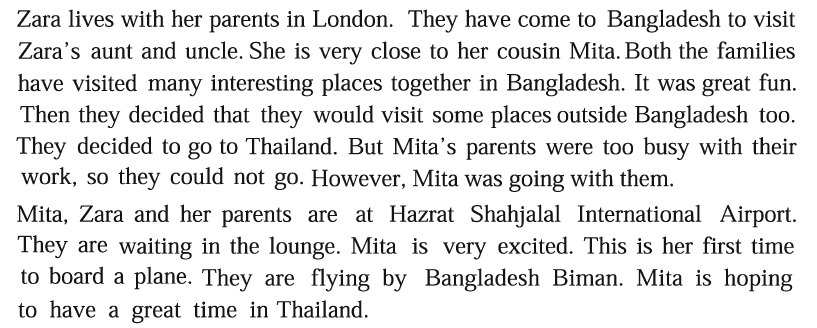 Zara lives with her parents in London. They have come to Bangladesh to visit
Zara's aunt and uncle. She is very close to her cousin Mita. Both the families
have visited many interesting places together in Bangladesh. It was great fun.
Then they decided that they would visit some places outside Bangladesh too.
They decided to go to Thailand. But Mita's parents were too busy with their
work, so they could not go. However, Mita was going with them.
Mita, Zara and her parents are at Hazrat Shahjalal International Airport.
They are waiting in the lounge. Mita is very excited. This is her first time
to board a plane. They are flying by Bangladesh Biman. Mita is hoping
to have a great time in Thailand.